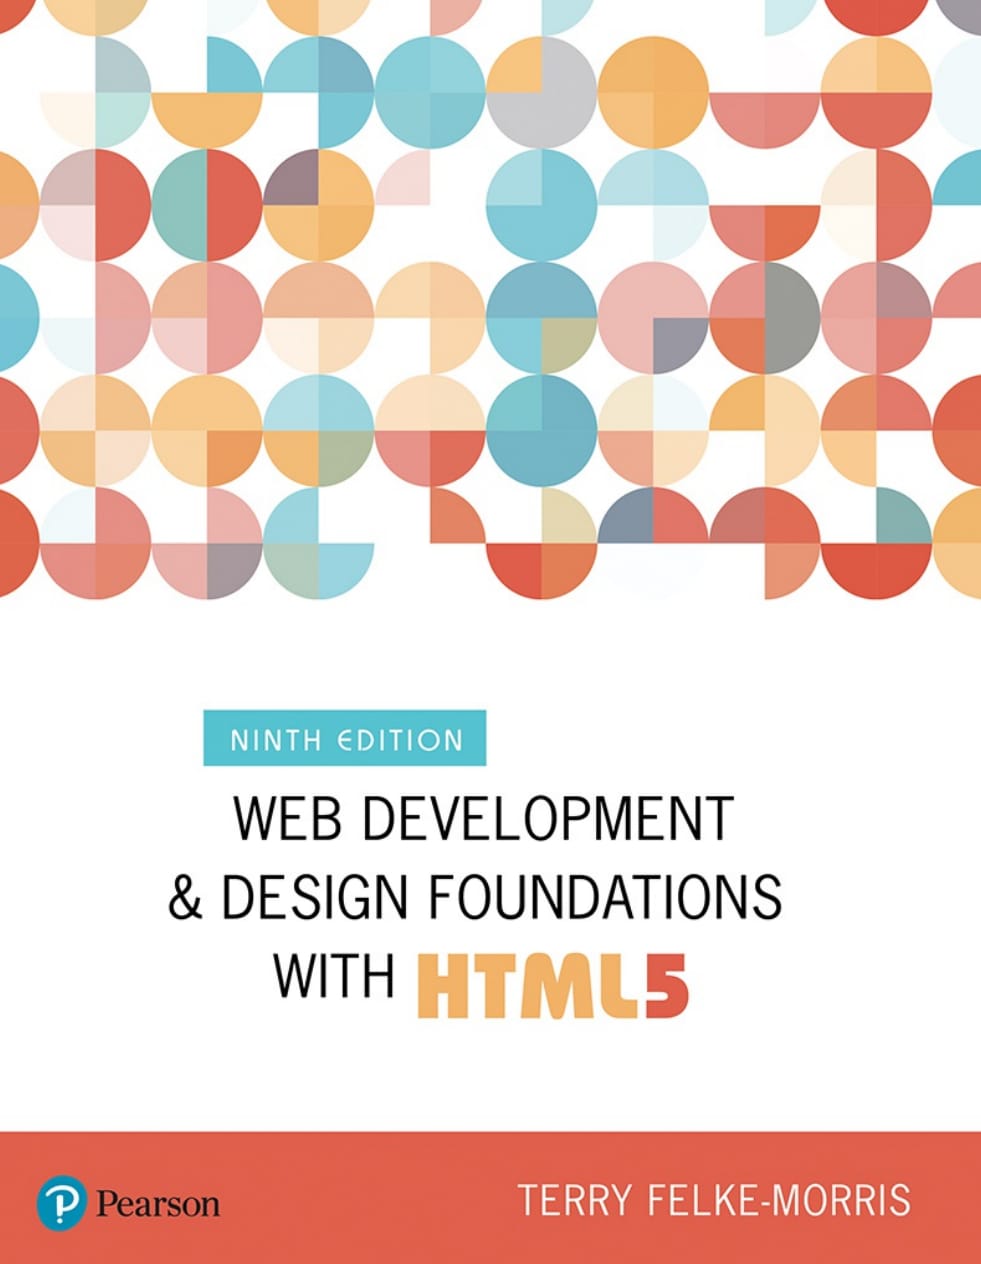 NINTH EDITION
WEB DEVELOPMENT
& DESIGN FOUNDATIONS
WITH HTML5
Pearson
TERRY FELKE-MORRIS